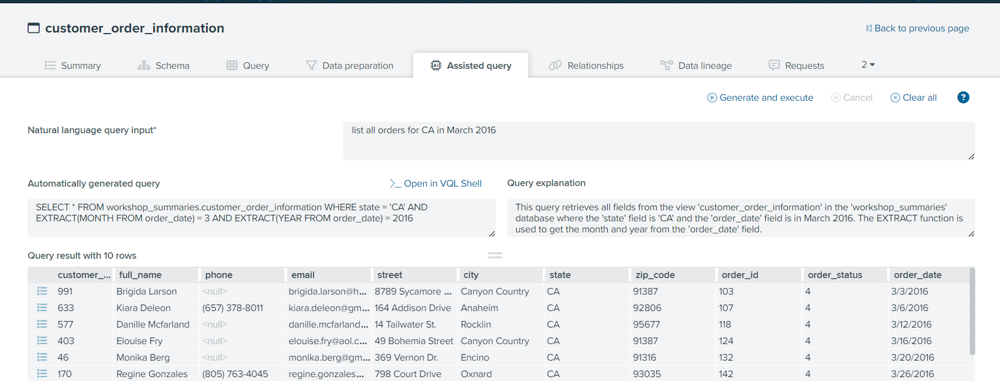 customer_order_information
Back to previous page
Summary Schema Query Data preparation Assisted query Relationships Data lineage Requests 2
Generate and execute Cancel Clear all ?
Natural language query input*
list all orders for CA in March 2016
Automatically generated query
Open in VQL Shell
SELECT * FROM workshop_summaries.customer_order_information WHERE state = 'CA' AND
EXTRACT(MONTH FROM order_date) = 3 AND EXTRACT(YEAR FROM order_date) = 2016
Query explanation
This query retrieves all fields from the view 'customer_order_information' in the 'workshop_summaries'
database where the 'state' field is 'CA' and the 'order_date' field is in March 2016. The EXTRACT function is
used to get the month and year from the 'order_date' field.
Query result with 10 rows
customer_... full_name phone email street city state zip_code order_id order_status order_date
991 Brigida Larson <null> brigida.larson@h... 8789 Sycamore ... Canyon Country CA 91387 103 4 3/3/2016
633 Kiara Deleon (657) 378-8011 kiara.deleon@gm... 164 Addison Drive Anaheim CA 92806 107 4 3/6/2016
577 Danille Mcfarland <null> danille.mcfarland... 14 Tailwater St. Rocklin CA 95677 118 4 3/12/2016
403 Elouise Fry <null> elouise.fry@aol.c... 49 Bohemia Street Canyon Country CA 91387 124 4 3/16/2016
46 Monika Berg <null> monika.berg@gm... 369 Vernon Dr. Encino CA 91316 132 4 3/20/2016
170 Regine Gonzales (805) 763-4045 regine.gonzales... 798 Court Drive Oxnard CA 93035 142 4 3/26/2016